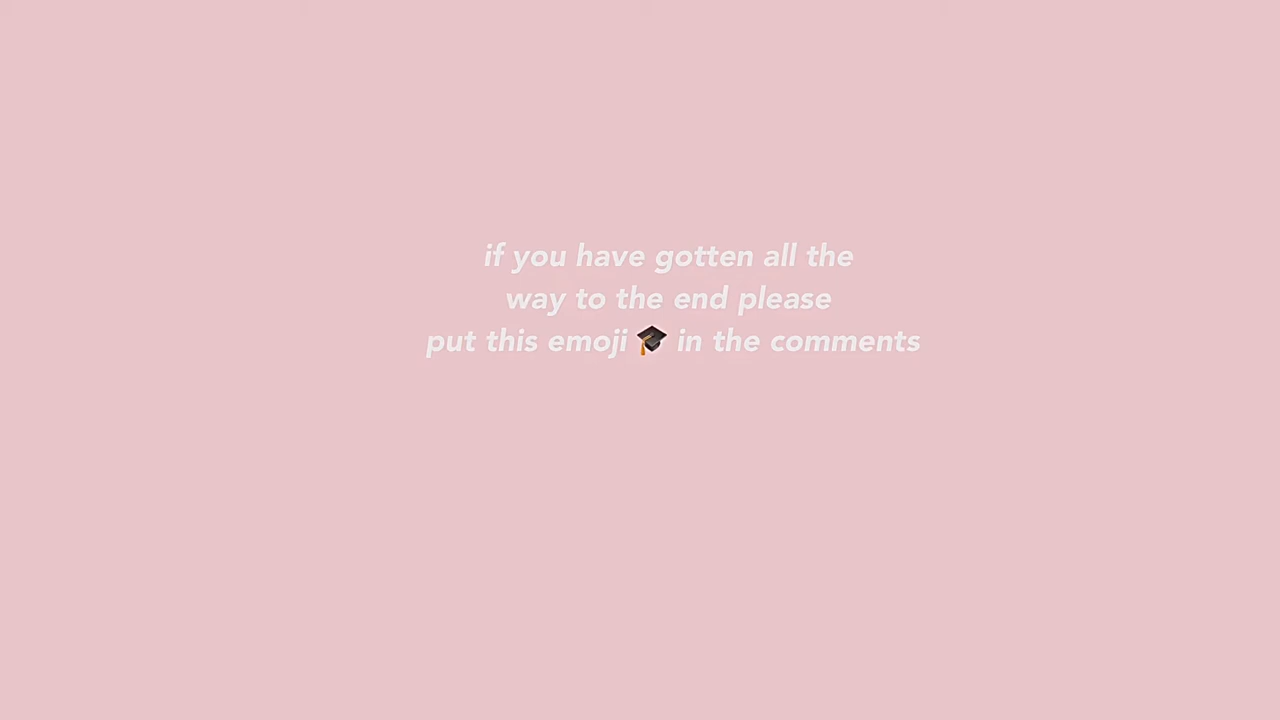 if you have gotten all the
way to the end please
put this emoji 🎓 in the comments